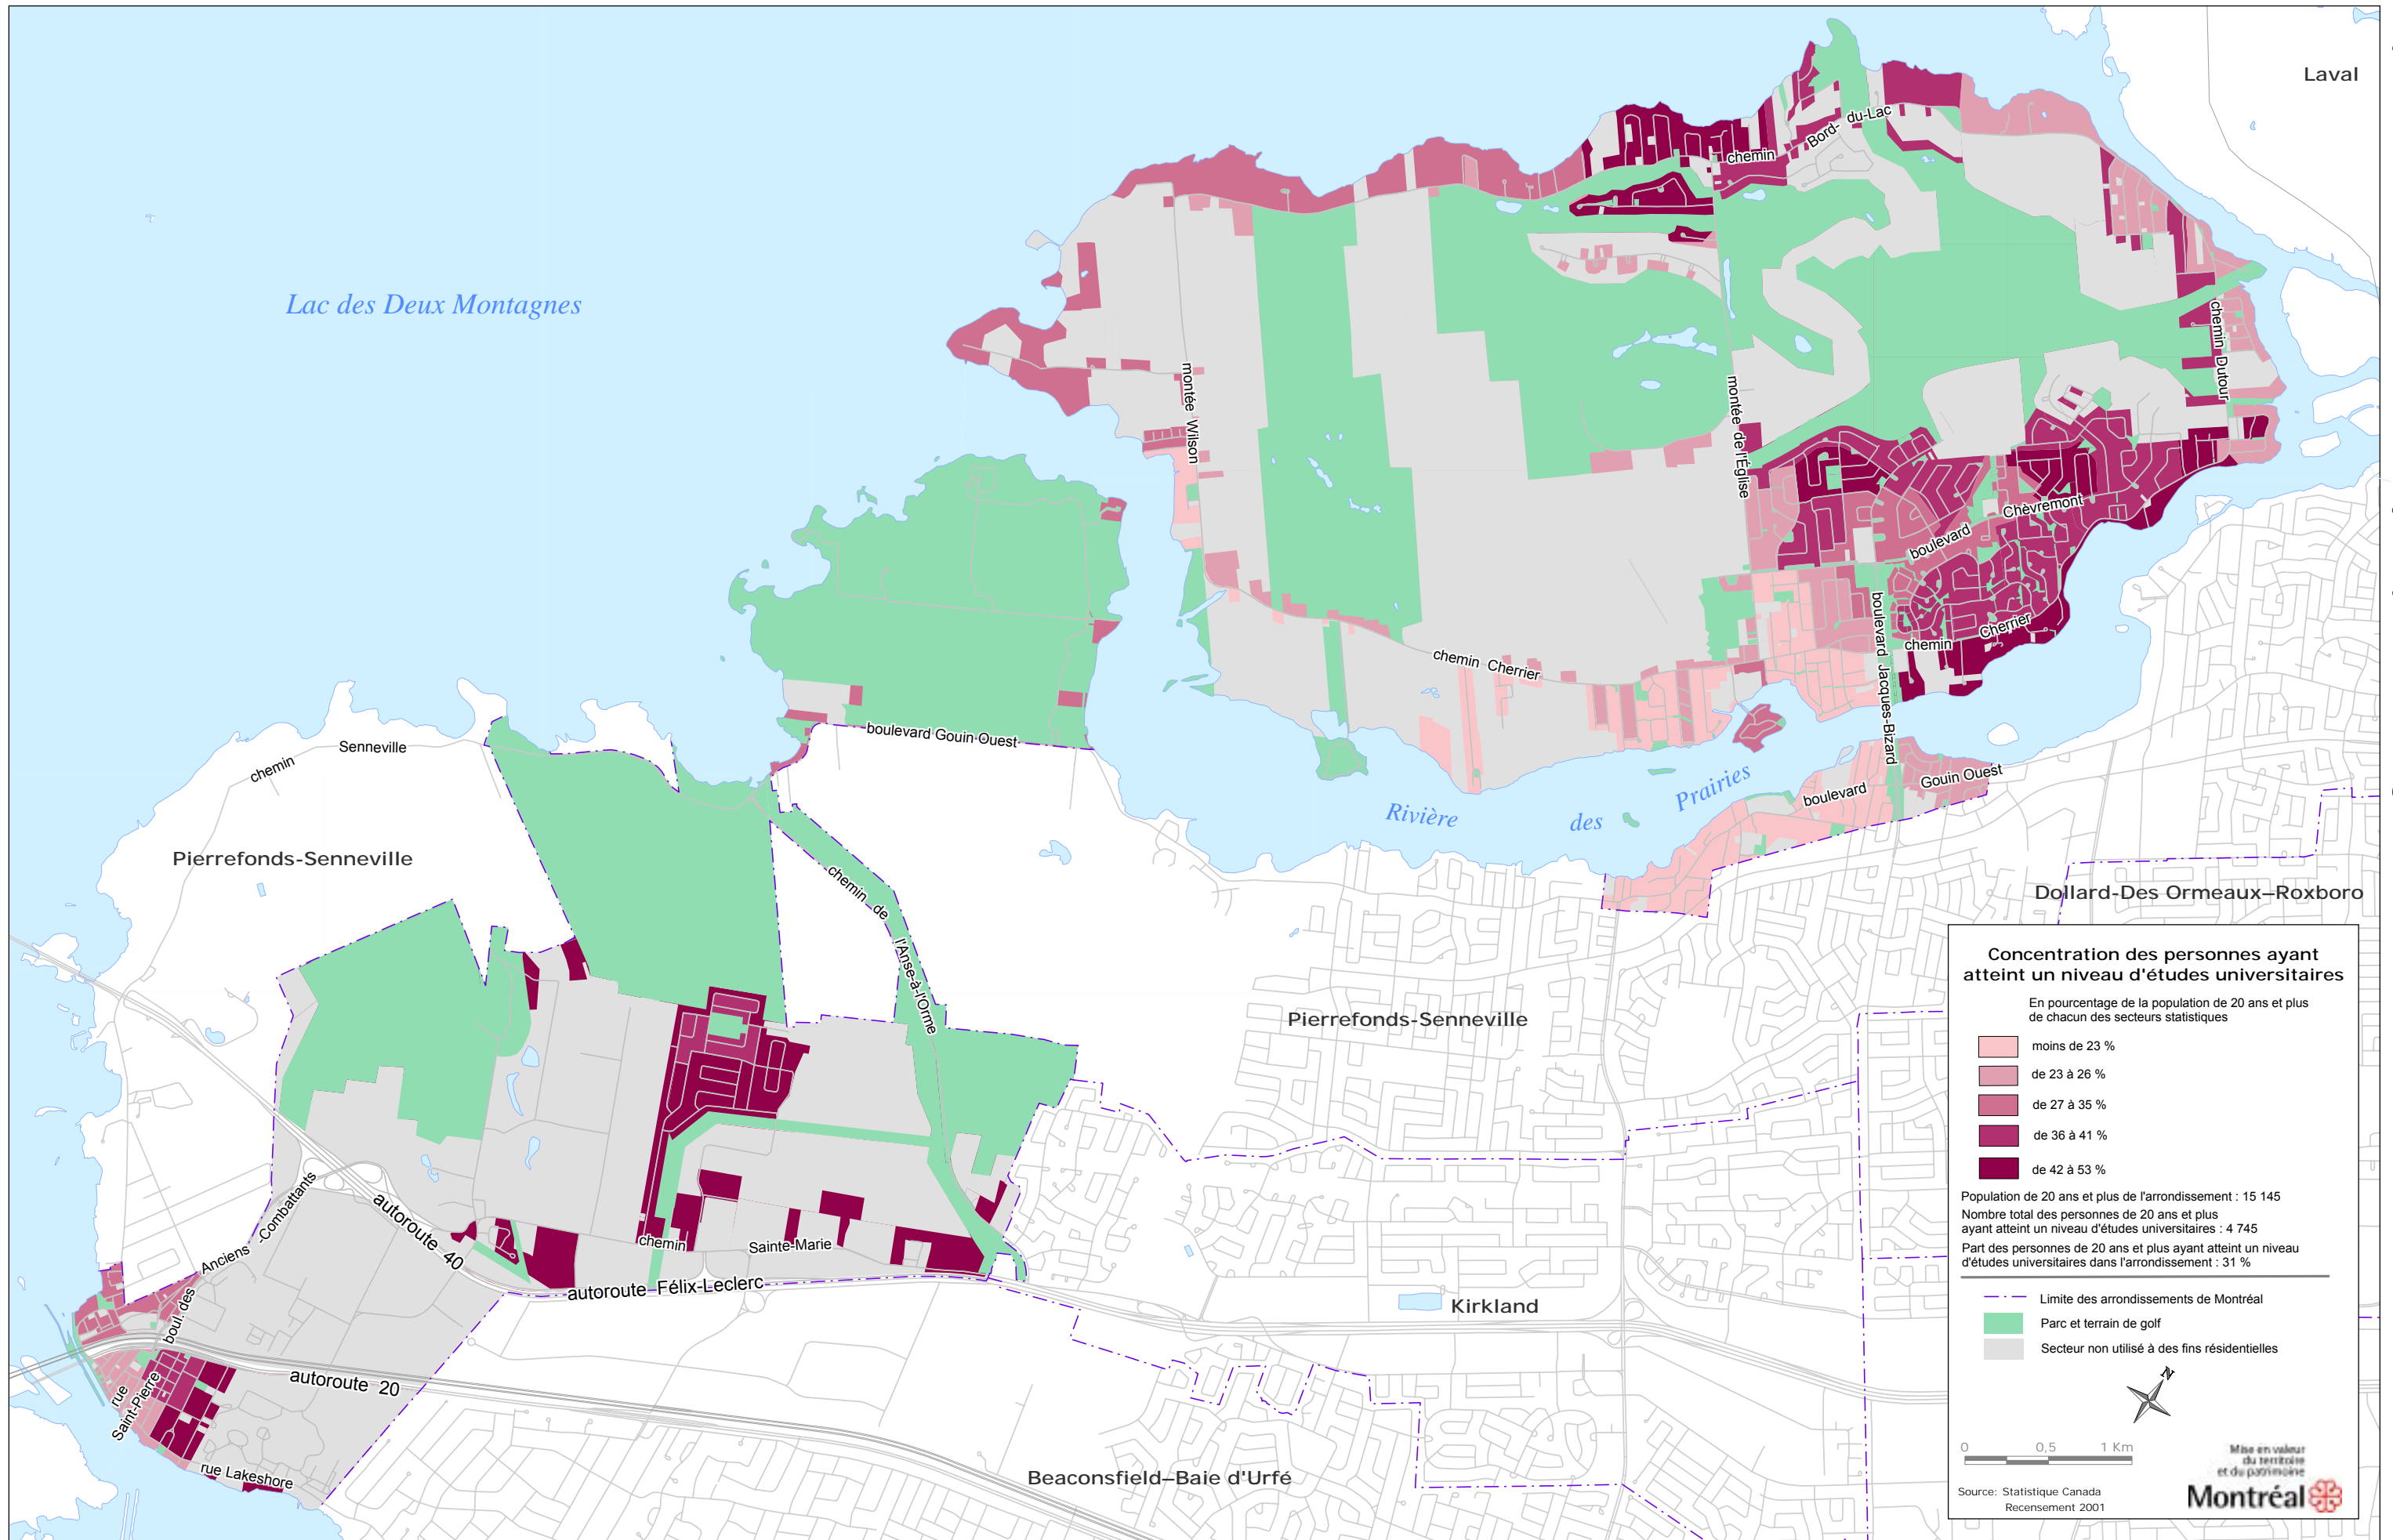 Laval
Bord- du-Lac
chemin
Lac des Deux Montagnes
chemin Dutour
montée Wilson
montée de l'Église
Chèvremont
boulevard
boulevard Jacques-Bizard
Cherrier
chemin
chemin Cherrier
boulevard Gouin Ouest
Senneville
chemin
Gouin Ouest
boulevard
Prairies
des
Rivière
Pierrefonds-Senneville
chemin de l'Anse-à-l'Orme
Dollard-Des Ormeaux–Roxboro
Pierrefonds-Senneville
boul. des Anciens -Combattants
autoroute 40
chemin Sainte-Marie
autoroute Félix-Leclerc
Kirkland
autoroute 20
rue Saint-Pierre
rue Lakeshore
Beaconsfield–Baie d'Urfé
Concentration des personnes ayant
atteint un niveau d'études universitaires
En pourcentage de la population de 20 ans et plus
de chacun des secteurs statistiques
moins de 23 %
de 23 à 26 %
de 27 à 35 %
de 36 à 41 %
de 42 à 53 %
Population de 20 ans et plus de l'arrondissement : 15 145
Nombre total des personnes de 20 ans et plus
ayant atteint un niveau d'études universitaires : 4 745
Part des personnes de 20 ans et plus ayant atteint un niveau
d'études universitaires dans l'arrondissement : 31 %
Limite des arrondissements de Montréal
Parc et terrain de golf
Secteur non utilisé à des fins résidentielles
N
0 0,5 1 Km
Mise en valeur
du territoire
et du patrimoine
Source: Statistique Canada
Recensement 2001
Montréal